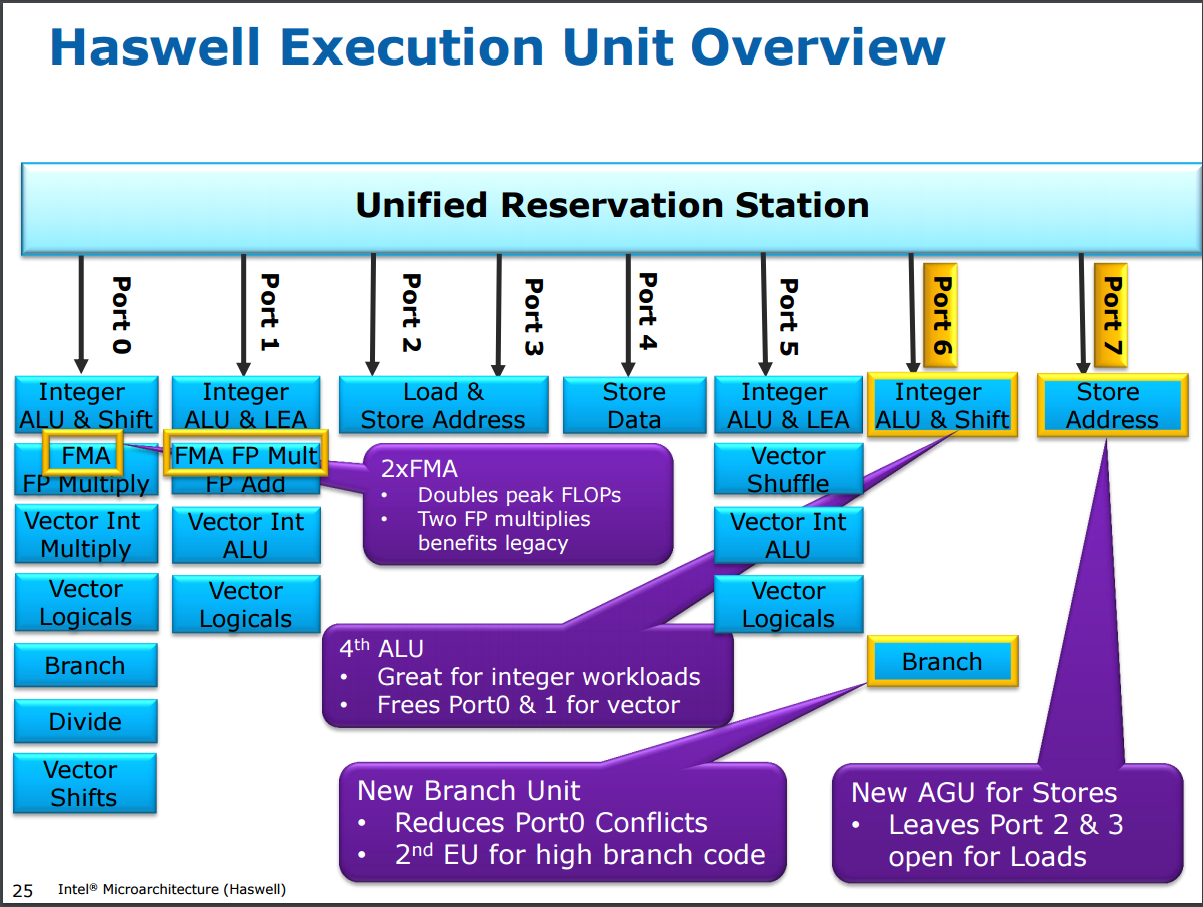 Haswell Execution Unit Overview
Unified Reservation Station
Port 0
Port 1
Port 2
Port 3
Port 4
Port 5
Port 6
Port 7
Integer
ALU & Shift
Integer
ALU & LEA
Load &
Store Address
Store
Data
Integer
ALU & LEA
Integer
ALU & Shift
Store
Address
FMA
FP Multiply
FMA FP Mult
FP Add
2xFMA
• Doubles peak FLOPs
• Two FP multiplies
benefits legacy
Vector
Shuffle
Vector Int
Multiply
Vector Int
ALU
Vector Int
ALU
Vector
Logicals
Vector
Logicals
Vector
Logicals
4th ALU
• Great for integer workloads
• Frees Port0 & 1 for vector
Branch
Branch
Divide
Vector
Shifts
New Branch Unit
• Reduces Port0 Conflicts
• 2nd EU for high branch code
New AGU for Stores
• Leaves Port 2 & 3
open for Loads
25 Intel® Microarchitecture (Haswell)